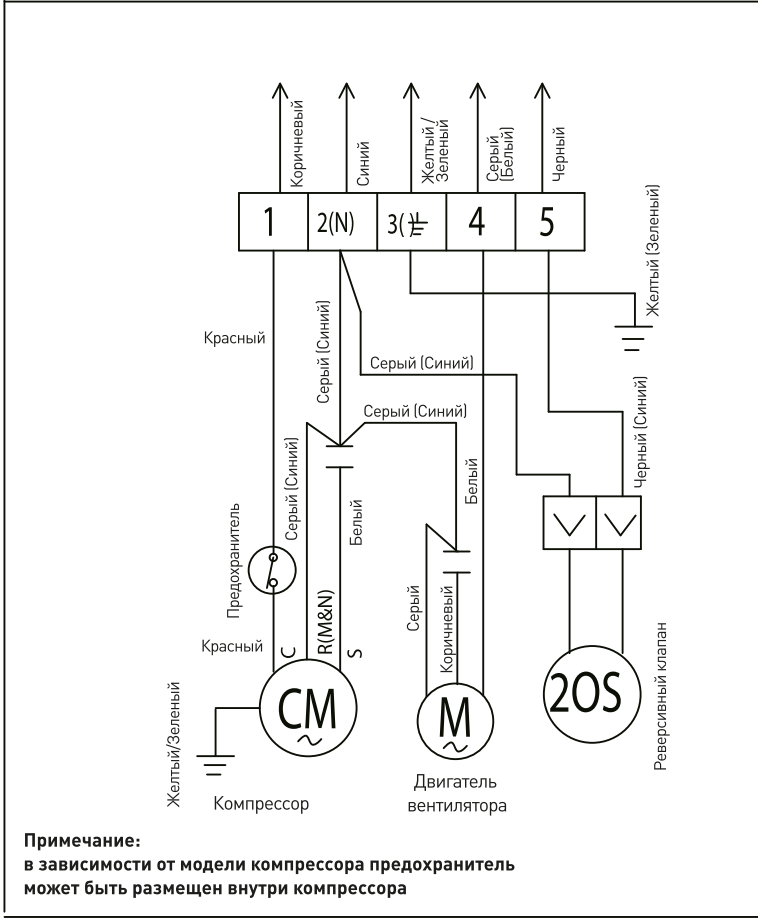 Коричневый
Синий
Желтый /
Зеленый
Серый
(Белый)
Черный
1
2(N)
3( )
4
5
Желтый (Зеленый)
Красный
Серый (Синий)
Серый (Синий)
Серый (Синий)
Черный (Синий)
Серый (Синий)
Белый
Белый
Предохранитель
Серый
Коричневый
Красный
C
R(M&N)
S
Реверсивный клапан
CM
M
2OS
Желтый/Зеленый
Компрессор
Двигатель
вентилятора
Примечание:
в зависимости от модели компрессора предохранитель
может быть размещен внутри компрессора